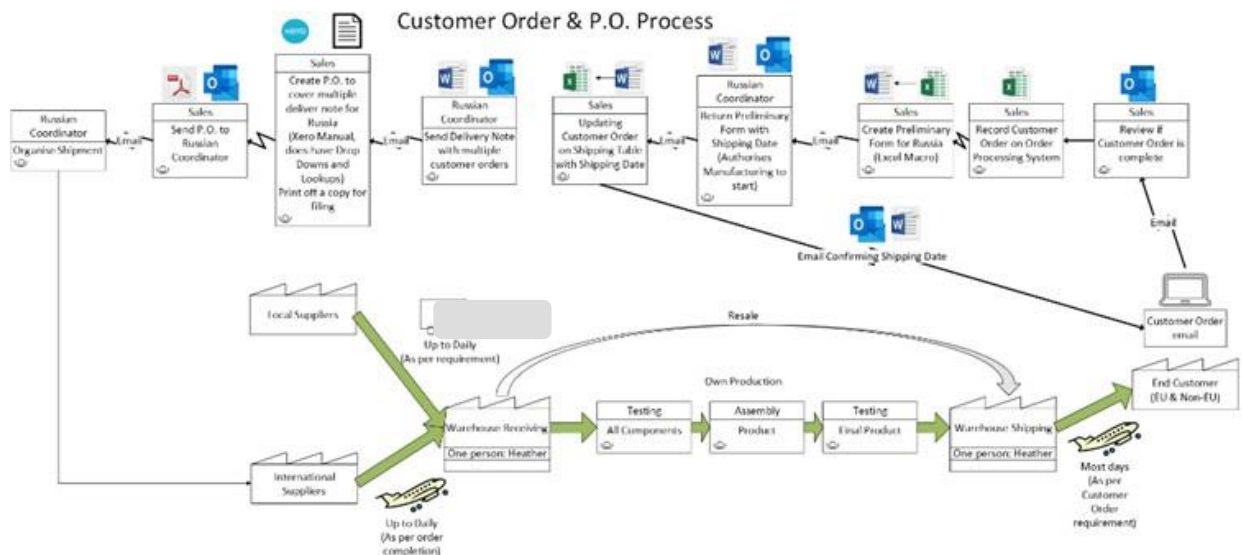 Customer Order & P.O. Process
xero
Russian
Coordinator
Organise Shipment
Email
Sales
Send P.O. to
Russian
Coordinator
Sales
Create P.O. to
cover multiple
deliver note for
Russia
(Xero Manual,
does have Drop
Downs and
Lookups)
Print off a copy for
filing
Email
Russian
Coordinator
Send Delivery Note
with multiple
customer orders
Sales
Updating
Customer Order
on Shipping Table
with Shipping Date
Email
Russian
Coordinator
Return Preliminary
Form with
Shipping Date
(Authorises
Manufacturing to
start)
Email
Sales
Create Preliminary
Form for Russia
(Excel Macro)
Sales
Record Customer
Order on Order
Processing System
Sales
Review if
Customer Order is
complete
Email
Email Confirming Shipping Date
Customer Order
email
Local Suppliers
Up to Daily
(As per requirement)
Resale
Own Production
End Customer
(EU & Non-EU)
Warehouse Receiving
One person: Heather
Testing
All Components
Assembly
Product
Testing
Final Product
Warehouse Shipping
One person: Heather
International
Suppliers
Up to Daily
(As per order
completion)
Most days
(As per
Customer
Order
requirement)